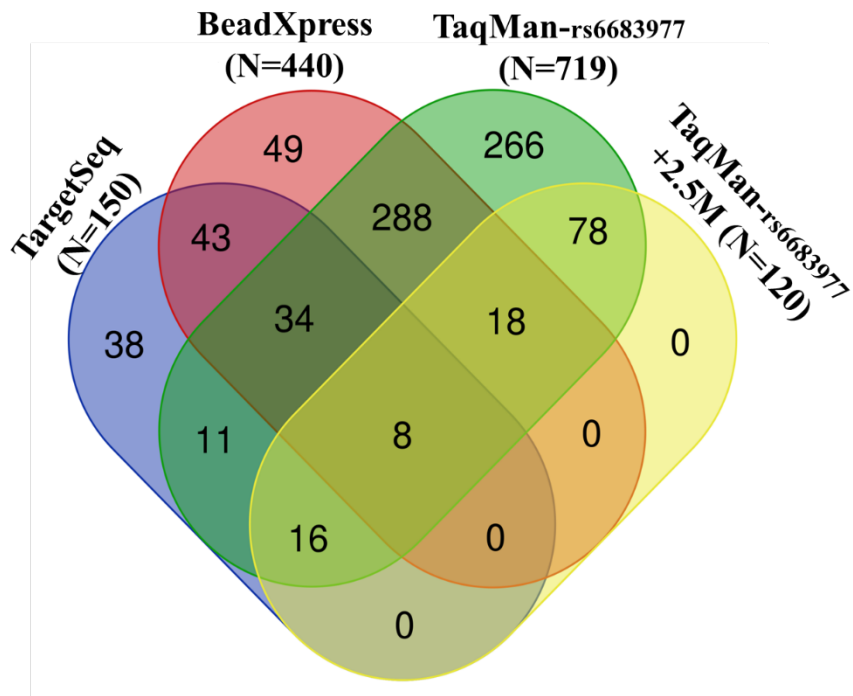 BeadXpress
(N=440)
TaqMan-rs6683977
(N=719)
TargetSeq
(N=150)
TaqMan-rs6683977
+2.5M (N=120)
49
266
43
288
78
38
34
18
0
11
8
0
16
0
0